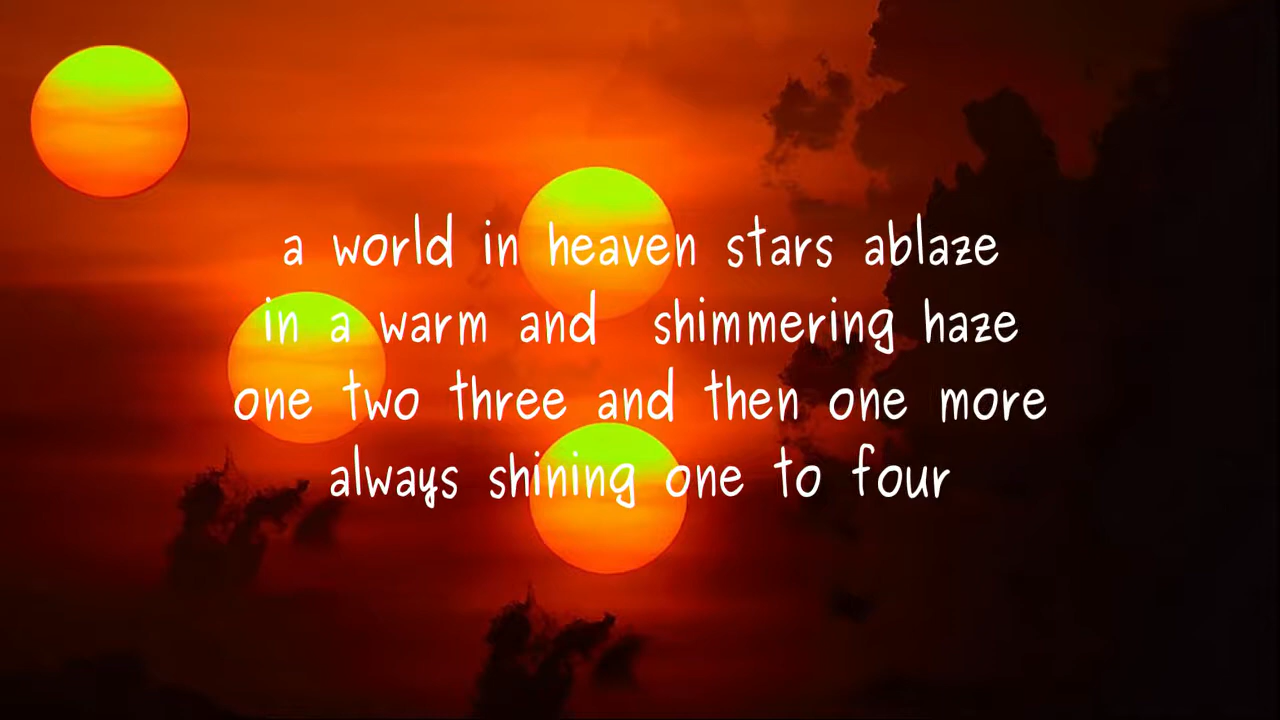 a world in heaven stars ablaze
in a warm and shimmering haze
one two three and then one more
always shining one to four